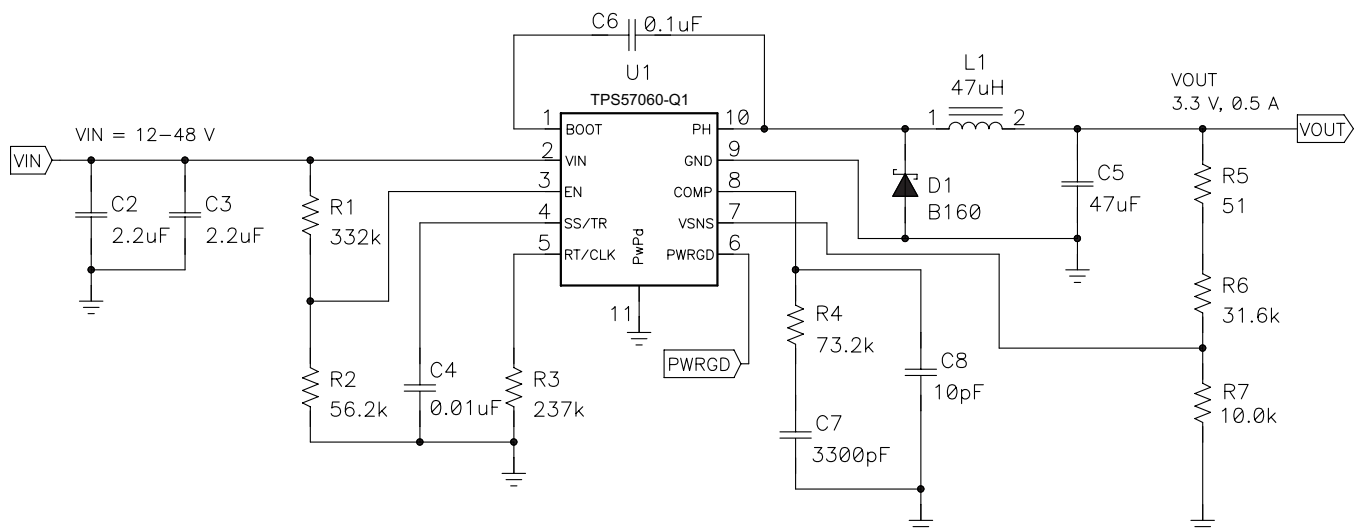 C6
0.1uF
U1
TPS57060-Q1
L1
47uH
VOUT
3.3 V, 0.5 A
VIN = 12-48 V
VIN
1
BOOT
PH
10
1
2
VOUT
2
VIN
GND
9
3
EN
COMP
8
4
SS/TR
VSNS
7
5
RT/CLK
PWRGD
6
PwPd
11
C2
2.2uF
C3
2.2uF
R1
332k
D1
B160
C5
47uF
R5
51
R6
31.6k
R4
73.2k
PWRGD
C8
10pF
R2
56.2k
C4
0.01uF
R3
237k
R7
10.0k
C7
3300pF